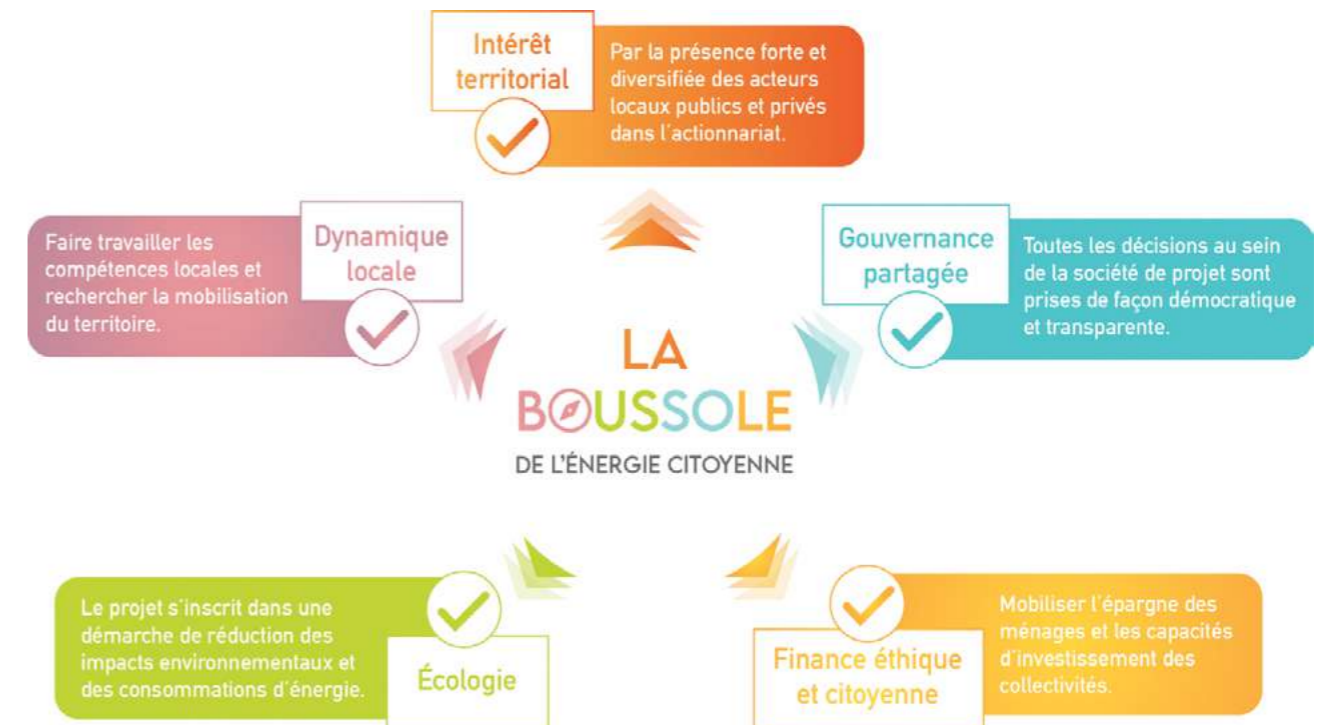 Intérêt
territorial
Par la présence forte et
diversifiée des acteurs
locaux publics et privés
dans l'actionnariat.
Faire travailler les
compétences locales et
rechercher la mobilisation
du territoire.
Dynamique
locale
Gouvernance
partagée
Toutes les décisions au sein
de la société de projet sont
prises de façon démocratique
et transparente.
LA
BOUSSOLE
DE L'ÉNERGIE CITOYENNE
Le projet s'inscrit dans une
démarche de réduction des
impacts environnementaux et
des consommations d'énergie.
Écologie
Finance éthique
et citoyenne
Mobiliser l'épargne des
ménages et les capacités
d'investissement des
collectivités.